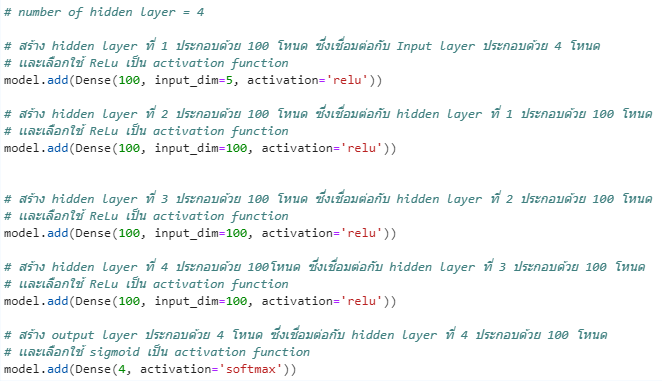 # number of hidden layer = 4
# สร้าง hidden layer ที่ 1 ประกอบด้วย 100 โหนด ซึ่งเชื่อมต่อกับ Input layer ประกอบด้วย 4 โหนด
# และเลือกใช้ ReLu เป็น activation function
model.add(Dense(100, input_dim=5, activation='relu'))
# สร้าง hidden layer ที่ 2 ประกอบด้วย 100 โหนด ซึ่งเชื่อมต่อกับ hidden layer ที่ 1 ประกอบด้วย 100 โหนด
# และเลือกใช้ ReLu เป็น activation function
model.add(Dense(100, input_dim=100, activation='relu'))
# สร้าง hidden layer ที่ 3 ประกอบด้วย 100 โหนด ซึ่งเชื่อมต่อกับ hidden layer ที่ 2 ประกอบด้วย 100 โหนด
# และเลือกใช้ ReLu เป็น activation function
model.add(Dense(100, input_dim=100, activation='relu'))
# สร้าง hidden layer ที่ 4 ประกอบด้วย 100โหนด ซึ่งเชื่อมต่อกับ hidden layer ที่ 3 ประกอบด้วย 100 โหนด
# และเลือกใช้ ReLu เป็น activation function
model.add(Dense(100, input_dim=100, activation='relu'))
# สร้าง output layer ประกอบด้วย 4 โหนด ซึ่งเชื่อมต่อกับ hidden layer ที่ 4 ประกอบด้วย 100 โหนด
# และเลือกใช้ sigmoid เป็น activation function
model.add(Dense(4, activation='softmax'))